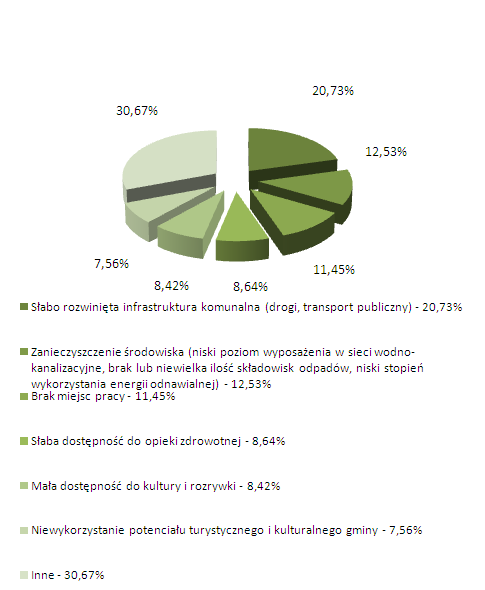 20,73%
30,67%
12,53%
7,56%
11,45%
8,42%
8,64%
Słabo rozwinięta infrastruktura komunalna (drogi, transport publiczny) - 20,73%
Zanieczyszczenie środowiska (niski poziom wyposażenia w sieci wodno-
kanalizacyjne, brak lub niewielka ilość składowisk odpadów, niski stopień
wykorzystania energii odnawialnej) - 12,53%
Brak miejsc pracy - 11,45%
Słaba dostępność do opieki zdrowotnej - 8,64%
Mała dostępność do kultury i rozrywki - 8,42%
Niewykorzystanie potencjału turystycznego i kulturalnego gminy - 7,56%
Inne - 30,67%